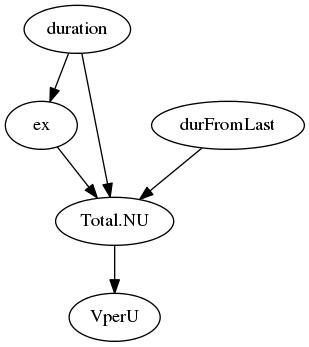 duration
ex
durFromLast
Total.NU
VperU